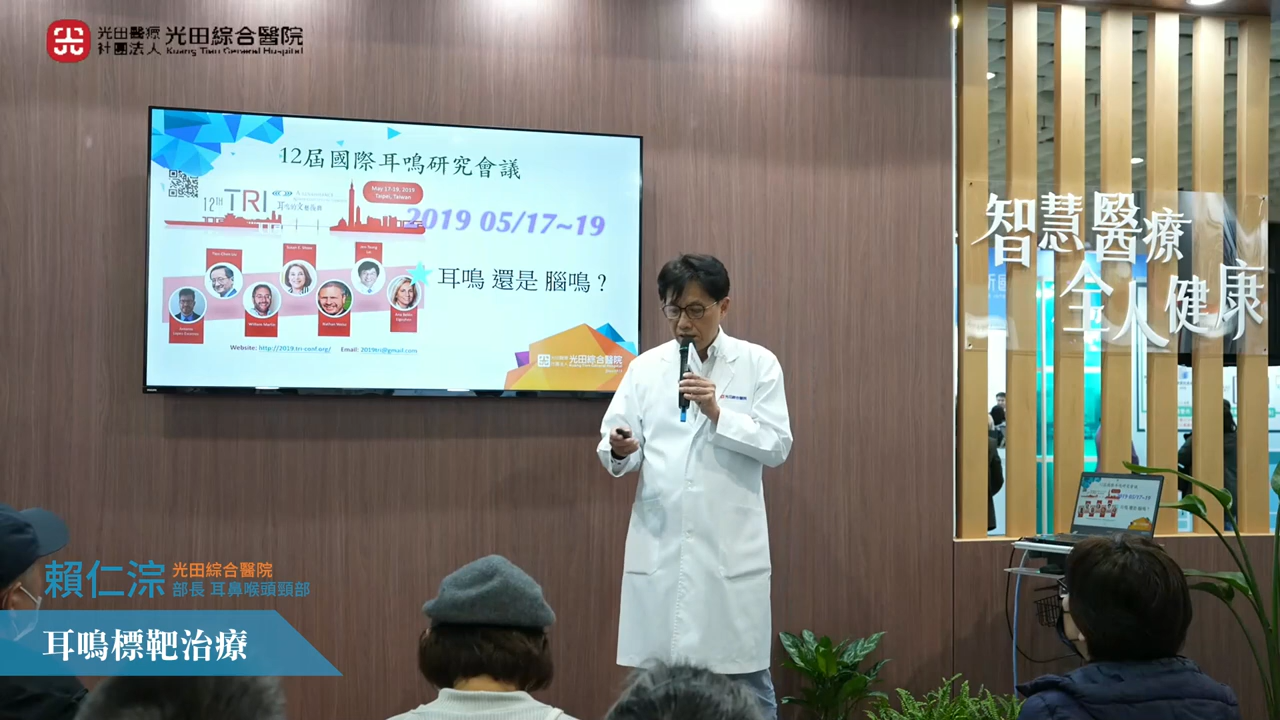 光田醫療
社團法人
光田綜合醫院
Kuang Tien General Hospital
12屆國際耳鳴研究會議
12TH TRI
May 17-19, 2019
Taipei, Taiwan
2019 05/17~19
耳鳴 還是 腦鳴？
Website: http://2019.tri-conf.org/ Email: 2019tri@gmail.com
光田綜合醫院
智慧醫療
全人健康
賴仁淙
光田綜合醫院
部長 耳鼻喉頭頸部
耳鳴標靶治療